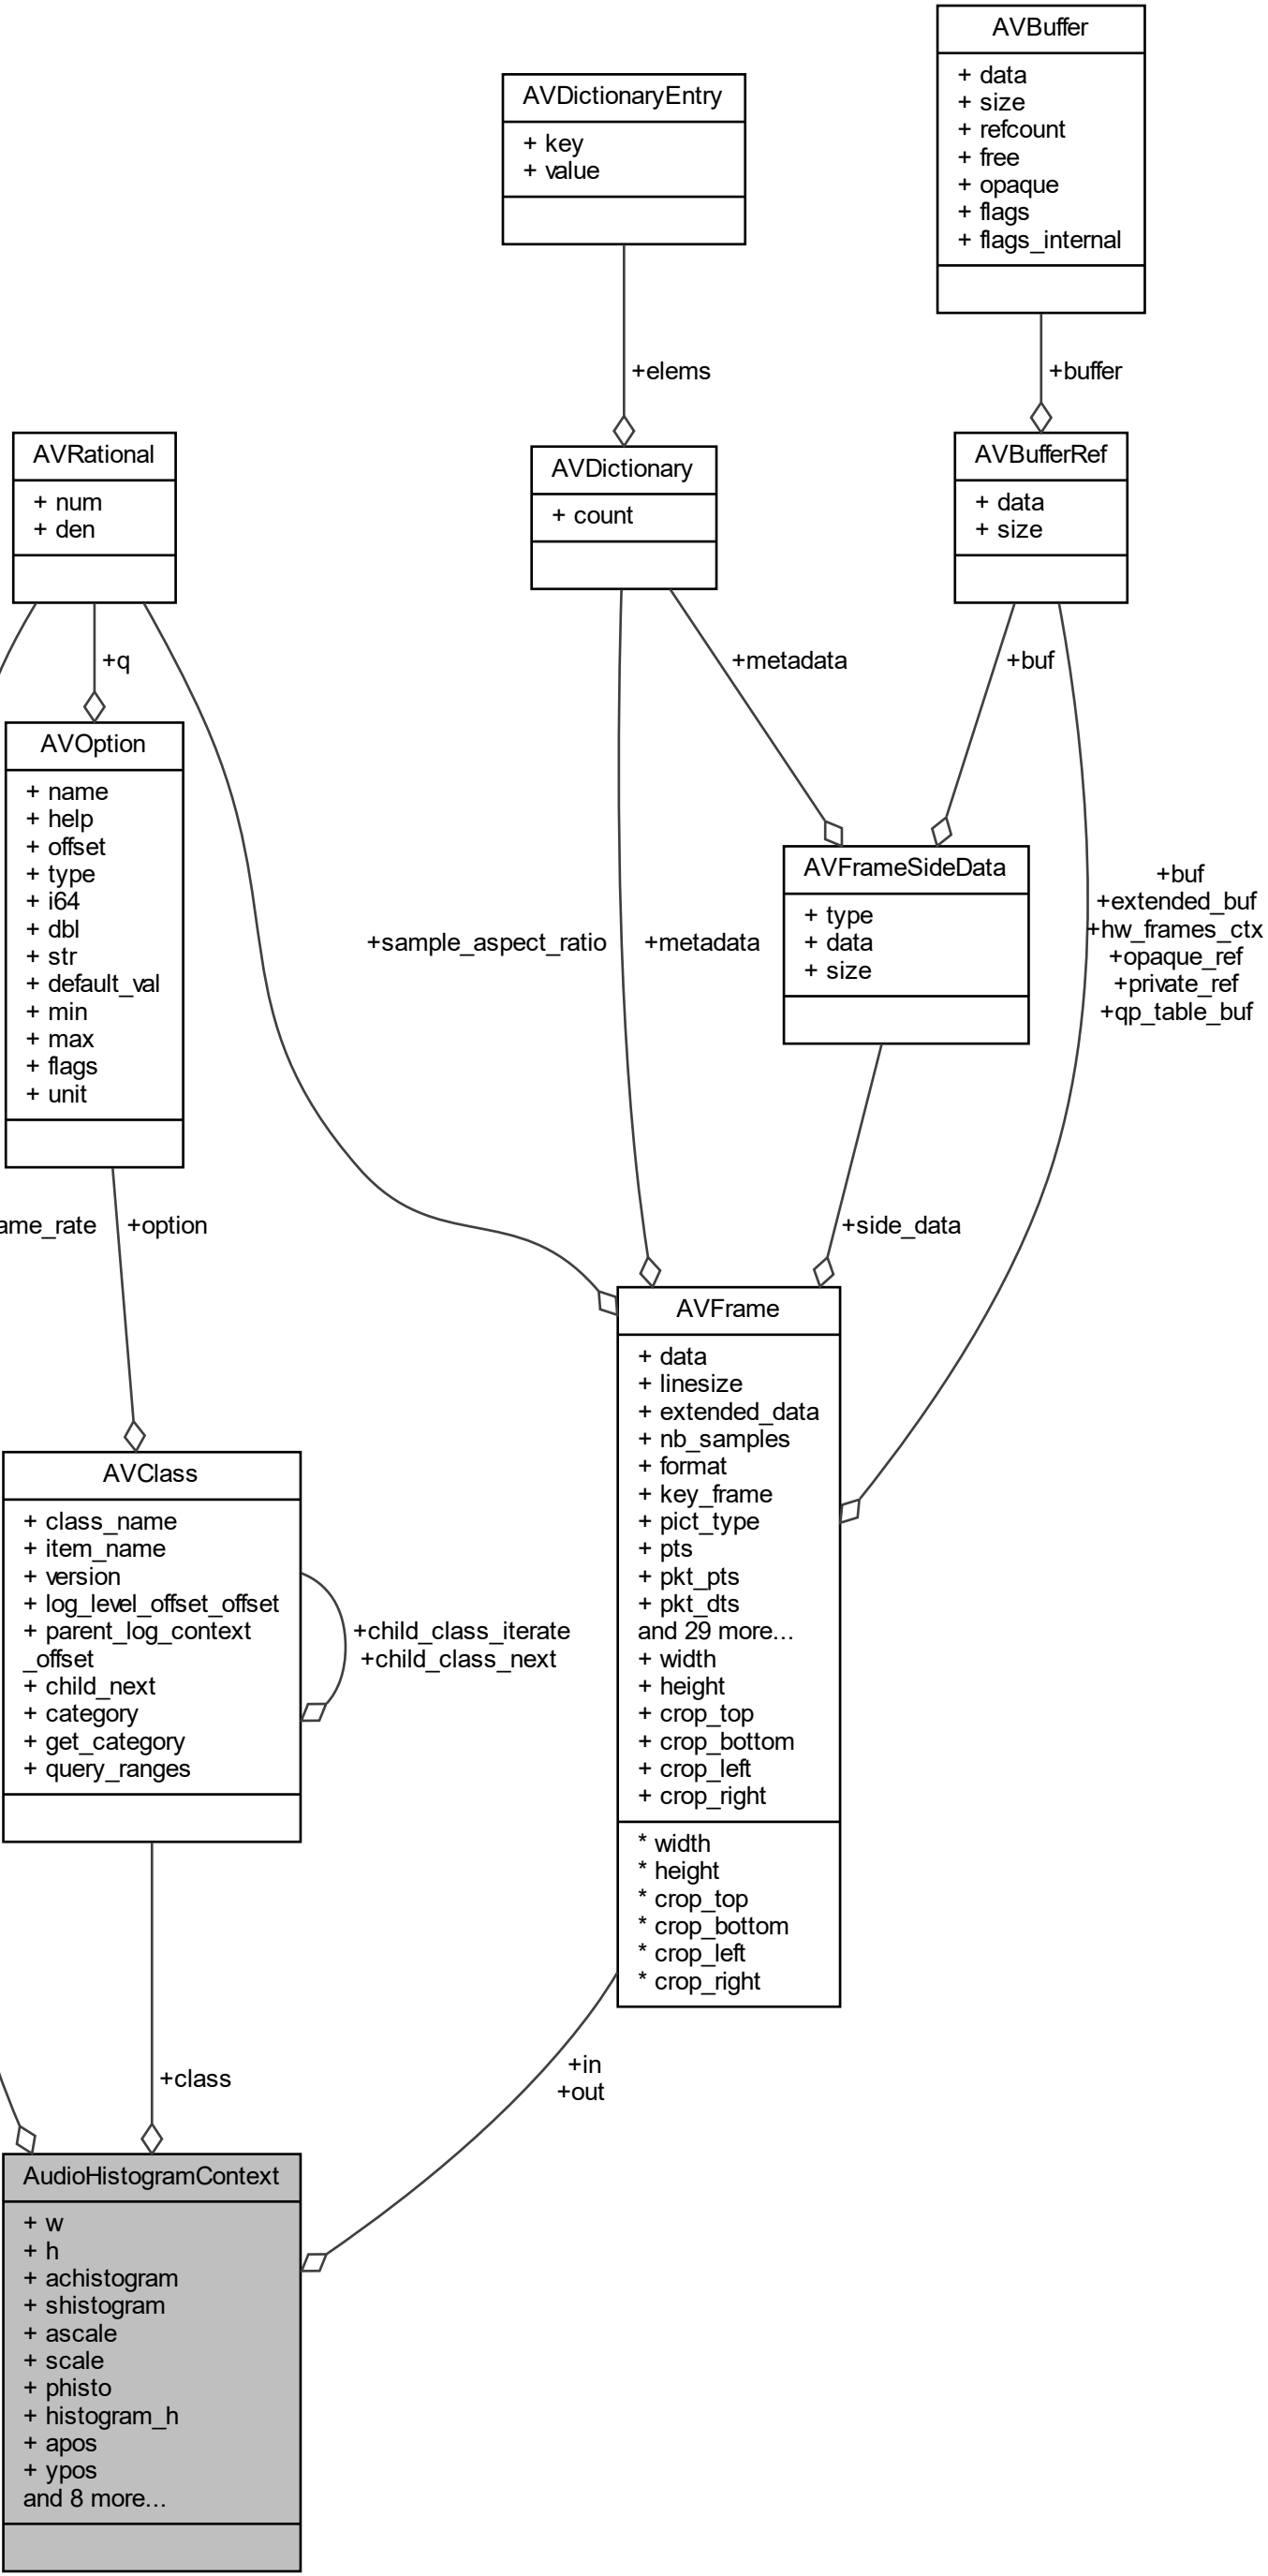 AVBuffer
+ data
+ size
+ refcount
+ free
+ opaque
+ flags
+ flags_internal
AVDictionaryEntry
+ key
+ value
+elems
+buffer
AVRational
+ num
+ den
AVDictionary
+ count
AVBufferRef
+ data
+ size
+q
+metadata
+buf
AVOption
+ name
+ help
+ offset
+ type
+ i64
+ dbl
+ str
+ default_val
+ min
+ max
+ flags
+ unit
AVFrameSideData
+ type
+ data
+ size
+buf
+extended_buf
+hw_frames_ctx
+opaque_ref
+private_ref
+qp_table_buf
+sample_aspect_ratio
+metadata
ame_rate
+option
+side_data
AVFrame
+ data
+ linesize
+ extended_data
+ nb_samples
+ format
+ key_frame
+ pict_type
+ pts
+ pkt_pts
+ pkt_dts
and 29 more...
+ width
+ height
+ crop_top
+ crop_bottom
+ crop_left
+ crop_right
* width
* height
* crop_top
* crop_bottom
* crop_left
* crop_right
AVClass
+ class_name
+ item_name
+ version
+ log_level_offset_offset
+ parent_log_context
_offset
+ child_next
+ category
+ get_category
+ query_ranges
+child_class_iterate
+child_class_next
+class
+in
+out
AudioHistogramContext
+ w
+ h
+ achistogram
+ shistogram
+ ascale
+ scale
+ phisto
+ histogram_h
+ apos
+ ypos
and 8 more...